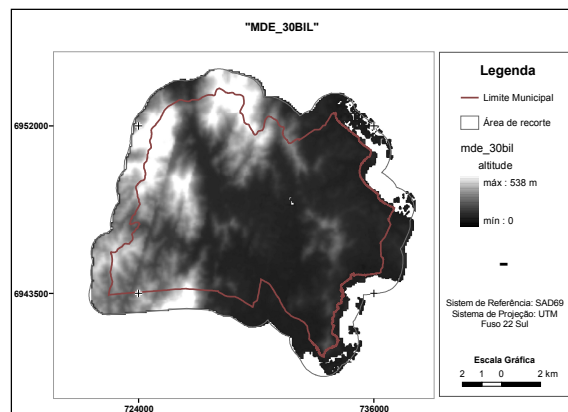 "MDE_30BIL"
6952000
6943500
724000
736000
Legenda
Limite Municipal
Área de recorte
mde_30bil
altitude
máx : 538 m
mín : 0
Sistem de Referência: SAD69
Sistema de Projeção: UTM
Fuso 22 Sul
Escala Gráfica
2 1 0 2 km